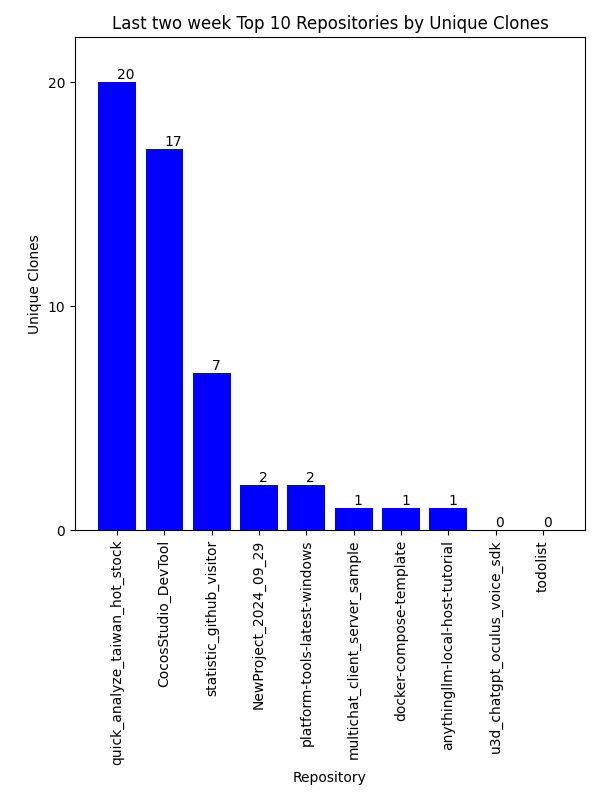 Last two week Top 10 Repositories by Unique Clones
Unique Clones
20
10
0
20
17
7
2
2
1
1
1
0
0
quick_analyze_taiwan_hot_stock
CocosStudio_DevTool
statistic_github_visitor
NewProject_2024_09_29
platform-tools-latest-windows
multichat_client_server_sample
docker-compose-template
anythingllm-local-host-tutorial
u3d_chatgpt_oculus_voice_sdk
todolist
Repository